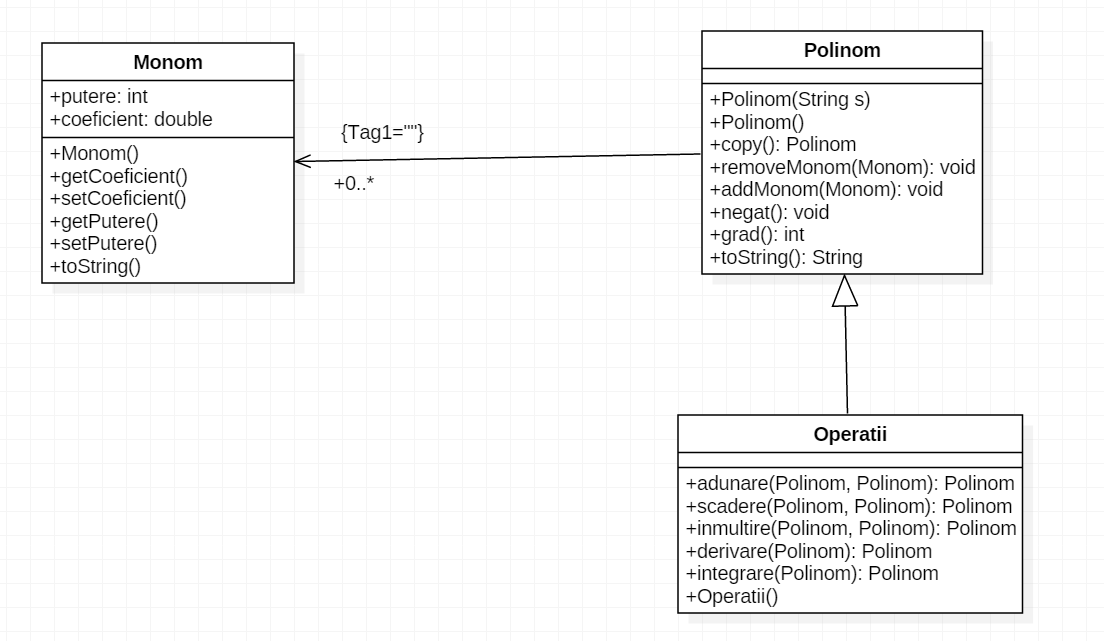 Monom
+putere: int
+coeficient: double
+Monom()
+getCoeficient()
+setCoeficient()
+getPutere()
+setPutere()
+toString()
{Tag1=""}
+0..*
Polinom
+Polinom(String s)
+Polinom()
+copy(): Polinom
+removeMonom(Monom): void
+addMonom(Monom): void
+negat(): void
+grad(): int
+toString(): String
Operatii
+adunare(Polinom, Polinom): Polinom
+scadere(Polinom, Polinom): Polinom
+inmultire(Polinom, Polinom): Polinom
+derivare(Polinom): Polinom
+integrare(Polinom): Polinom
+Operatii()